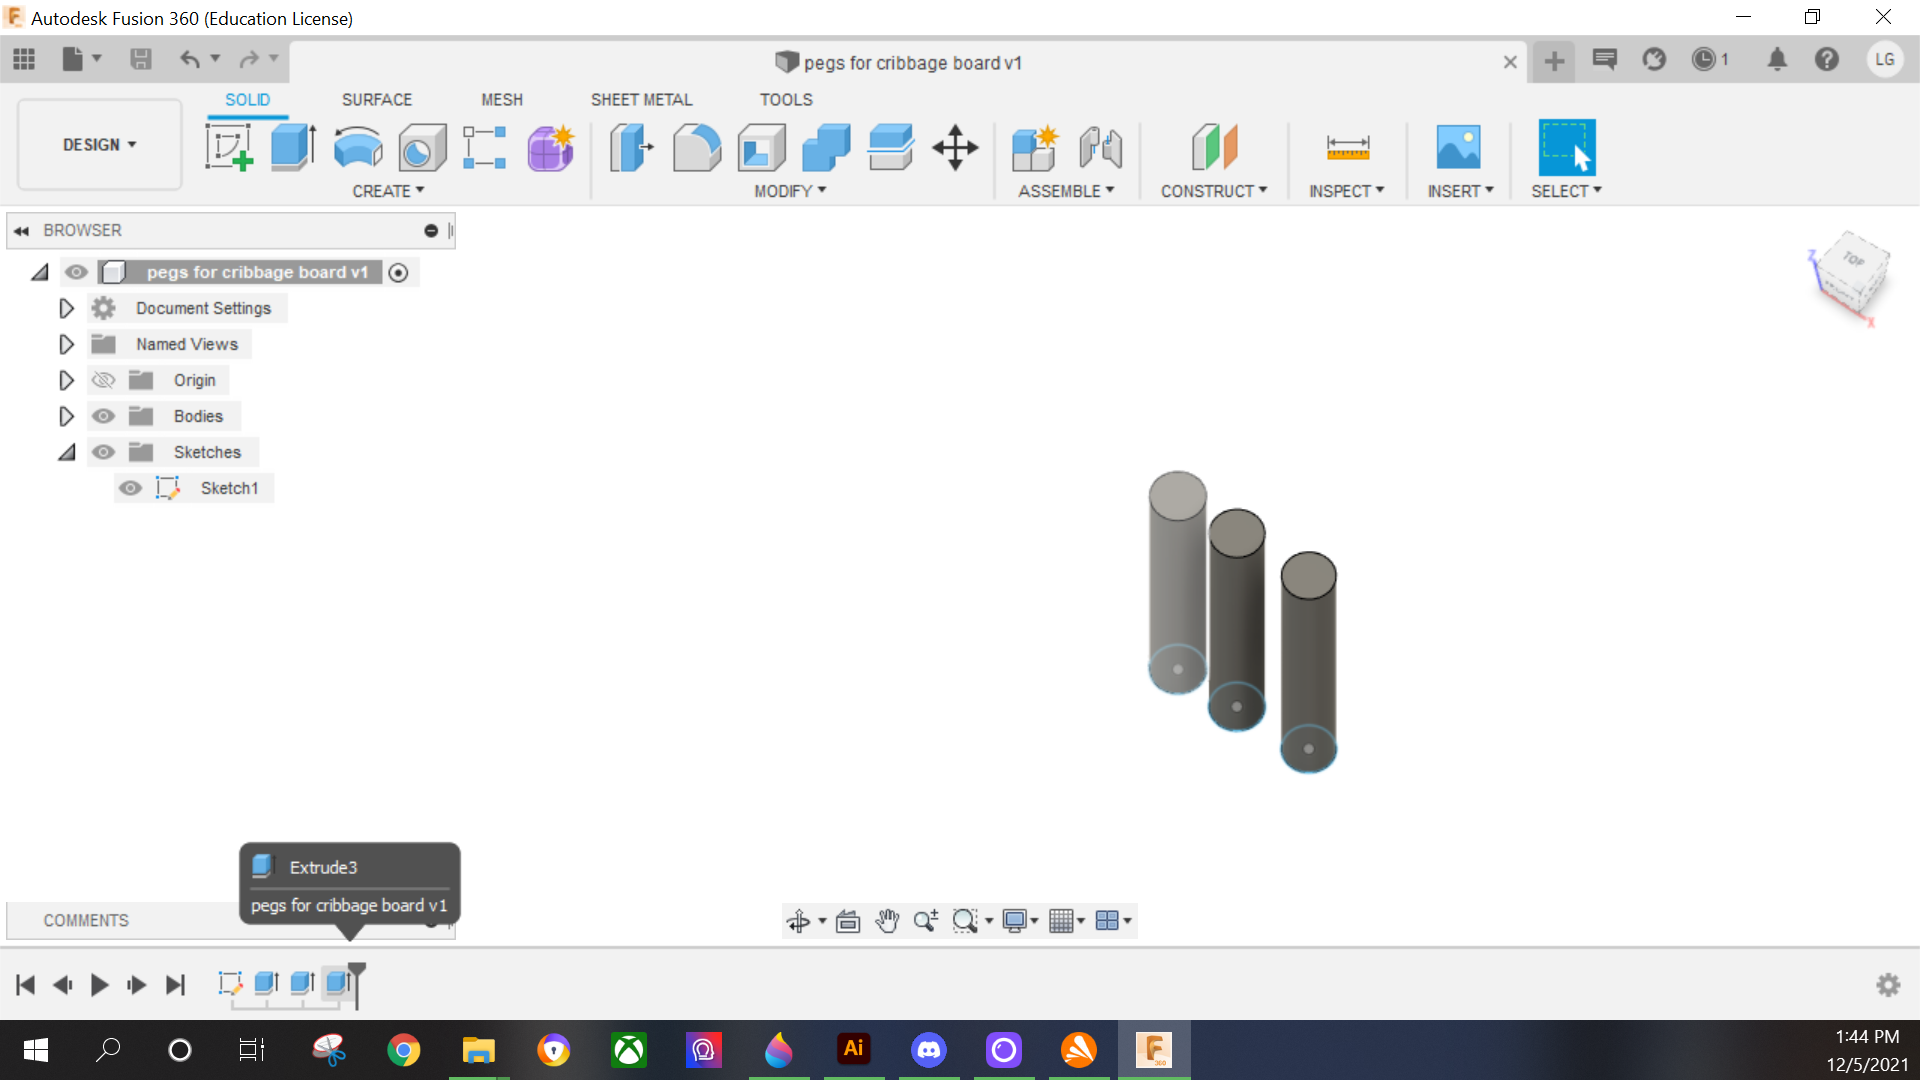 Autodesk Fusion 360 (Education License)
pegs for cribbage board v1
1
LG
DESIGN
SOLID
SURFACE
MESH
SHEET METAL
TOOLS
CREATE
MODIFY
ASSEMBLE
CONSTRUCT
INSPECT
INSERT
SELECT
BROWSER
pegs for cribbage board v1
Document Settings
Named Views
Origin
Bodies
Sketches
Sketch1
Z
TOP
X
Extrude3
pegs for cribbage board v1
COMMENTS
Ai
F
360
1:44 PM
12/5/2021